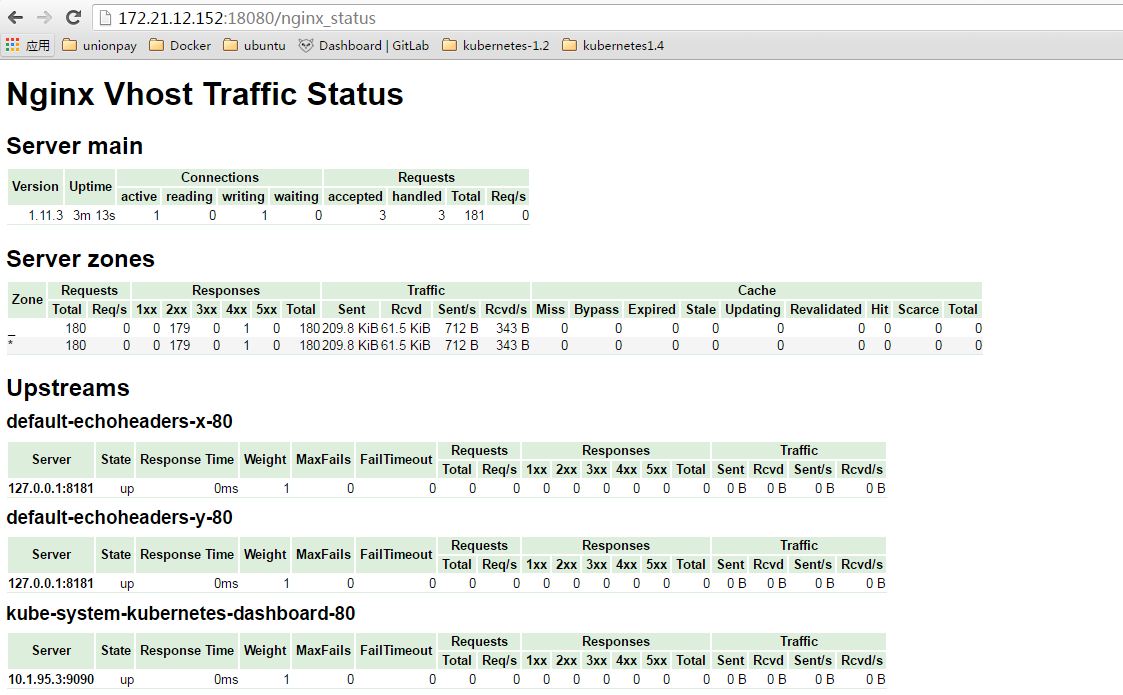 172.21.12.152:18080/nginx_status
应用 unionpay Docker ubuntu Dashboard | GitLab kubernetes-1.2 kubernetes1.4
Nginx Vhost Traffic Status
Server main
Version Uptime Connections Requests
active reading writing waiting accepted handled Total Req/s
1.11.3 3m 13s 1 0 1 0 3 3 181 0
Server zones
Zone Requests Responses Traffic Cache
Total Req/s 1xx 2xx 3xx 4xx 5xx Total Sent Rcvd Sent/s Rcvd/s Miss Bypass Expired Stale Updating Revalidated Hit Scarce Total
_ 180 0 0 179 0 1 0 180 209.8 KiB 61.5 KiB 712 B 343 B 0 0 0 0 0 0 0 0 0
* 180 0 0 179 0 1 0 180 209.8 KiB 61.5 KiB 712 B 343 B 0 0 0 0 0 0 0 0 0
Upstreams
default-echoheaders-x-80
Server State Response Time Weight MaxFails FailTimeout Requests Responses Traffic
Total Req/s 1xx 2xx 3xx 4xx 5xx Total Sent Rcvd Sent/s Rcvd/s
127.0.0.1:8181 up 0ms 1 0 0 0 0 0 0 0 0 0 0 0 B 0 B 0 B 0 B
default-echoheaders-y-80
Server State Response Time Weight MaxFails FailTimeout Requests Responses Traffic
Total Req/s 1xx 2xx 3xx 4xx 5xx Total Sent Rcvd Sent/s Rcvd/s
127.0.0.1:8181 up 0ms 1 0 0 0 0 0 0 0 0 0 0 0 B 0 B 0 B 0 B
kube-system-kubernetes-dashboard-80
Server State Response Time Weight MaxFails FailTimeout Requests Responses Traffic
Total Req/s 1xx 2xx 3xx 4xx 5xx Total Sent Rcvd Sent/s Rcvd/s
10.1.95.3:9090 up 0ms 1 0 0 0 0 0 0 0 0 0 0 0 B 0 B 0 B 0 B